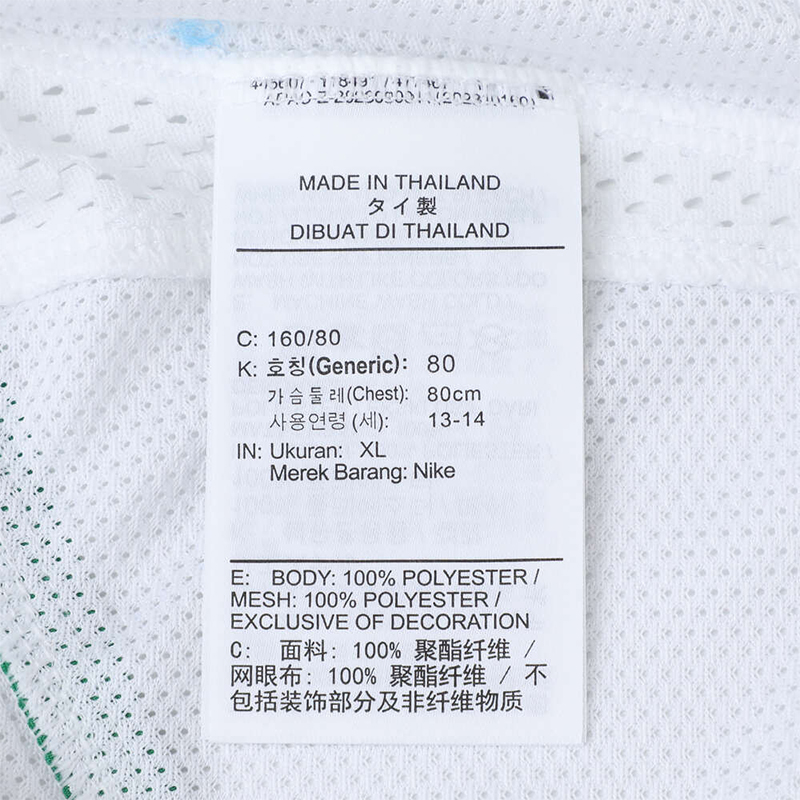 MADE IN THAILAND
タイ製
DIBUAT DI THAILAND
C: 160/80
K: 호칭(Generic): 80
가슴둘레(Chest): 80cm
사용연령(세): 13-14
IN: Ukuran: XL
Merek Barang: Nike
E: BODY: 100% POLYESTER /
MESH: 100% POLYESTER /
EXCLUSIVE OF DECORATION
C: 面料: 100% 聚酯纤维 /
网眼布: 100% 聚酯纤维 / 不
包括装饰部分及非纤维物质